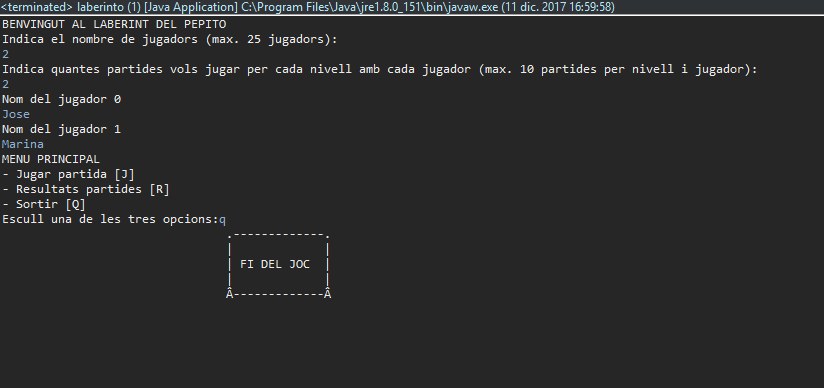 <terminated> laberinto (1) [Java Application] C:\Program Files\Java\jre1.8.0_151\bin\javaw.exe (11 dic. 2017 16:59:58)
BENVINGUT AL LABERINT DEL PEPITO
Indica el nombre de jugadors (max. 25 jugadors):
2
Indica quantes partides vols jugar per cada nivell amb cada jugador (max. 10 partides per nivell i jugador):
2
Nom del jugador 0
Jose
Nom del jugador 1
Marina
MENU PRINCIPAL
- Jugar partida [J]
- Resultats partides [R]
- Sortir [Q]
Escull una de les tres opcions:q
.-------------.
|             |
| FI DEL JOC  |
|             |
Â-------------Â